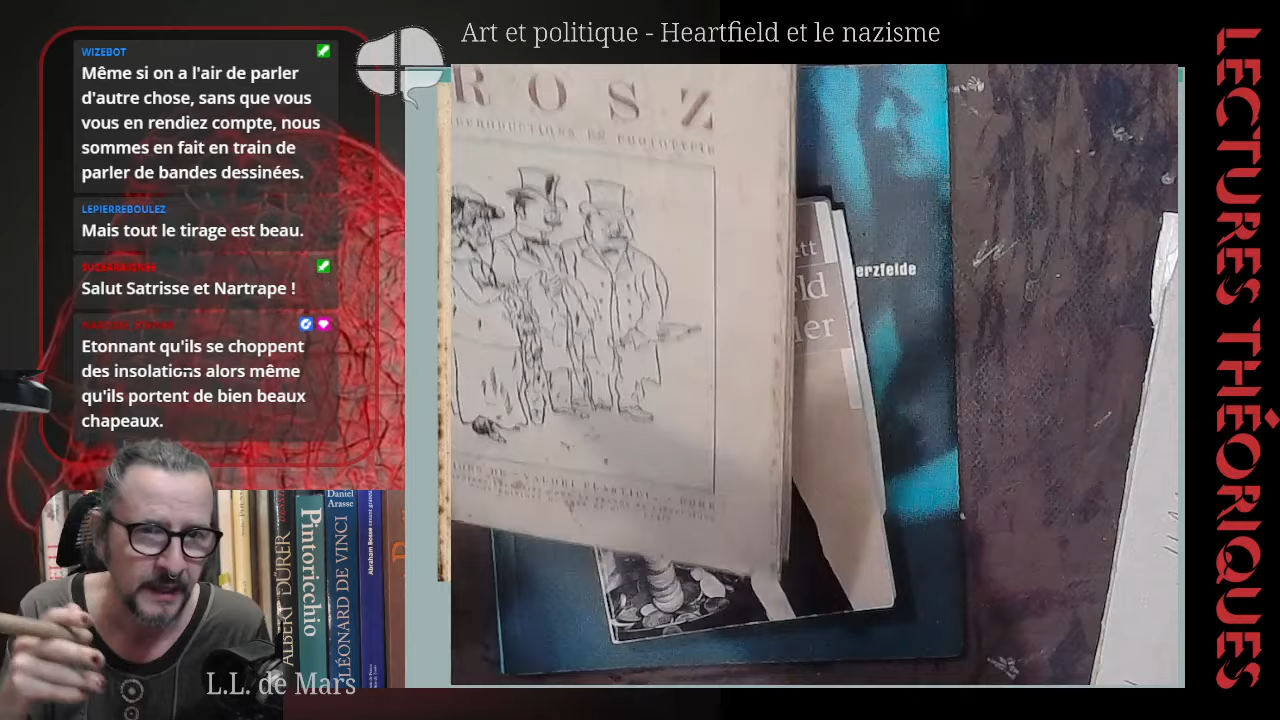 Art et politique - Heartfield et le nazisme
WIZEBOT
Même si on a l'air de parler
d'autre chose, sans que vous
vous en rendiez compte, nous
sommes en fait en train de
parler de bandes dessinées.
LEPIERREBOULEZ
Mais tout le tirage est beau.
Salut Satrisse et Nartrape !
Etonnant qu'ils se choppent
des insolations alors même
qu'ils portent de bien beaux
chapeaux.
ROSZ
erzfelde
ett
eld
ier
ALBERT DÜRER
Pintoricchio
Daniel
Arasse
LÉONARD DE VINCI
Abraham Bosse
L.L. de Mars
LECTURES THÉORIQUES